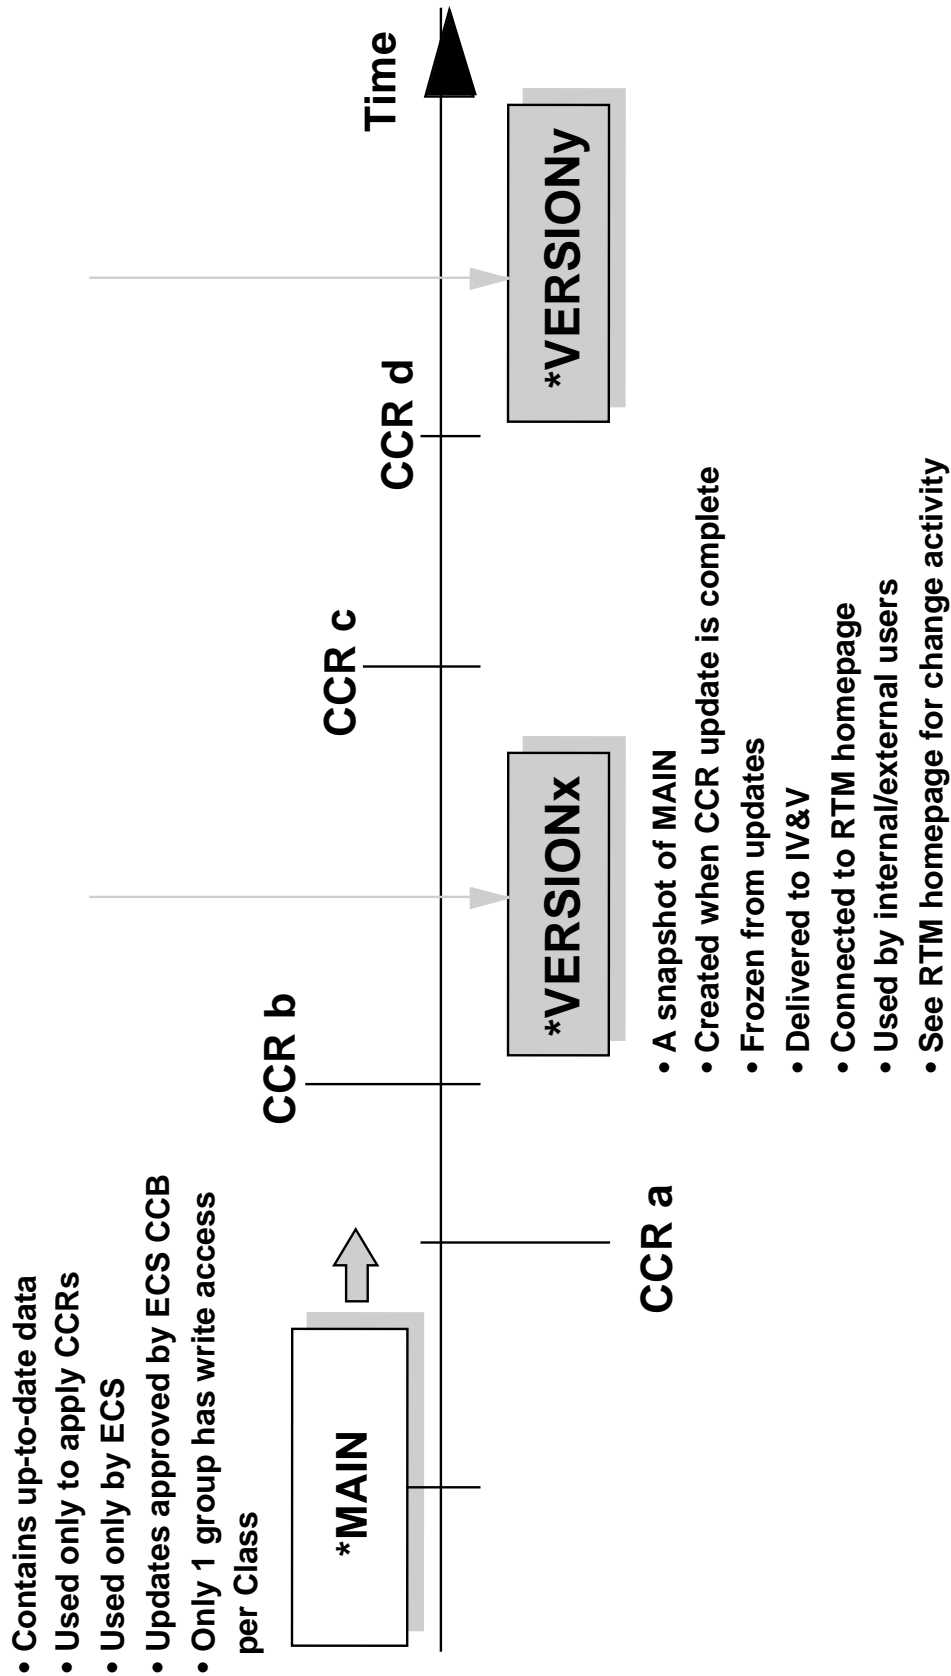 • Contains up-to-date data
• Used only to apply CCRs
• Used only by ECS
• Updates approved by ECS CCB
• Only 1 group has write access
per Class
*MAIN
CCR a
CCR b
CCR c
CCR d
Time
*VERSIONx
*VERSIONy
• A snapshot of MAIN
• Created when CCR update is complete
• Frozen from updates
• Delivered to IV&V
• Connected to RTM homepage
• Used by internal/external users
• See RTM homepage for change activity